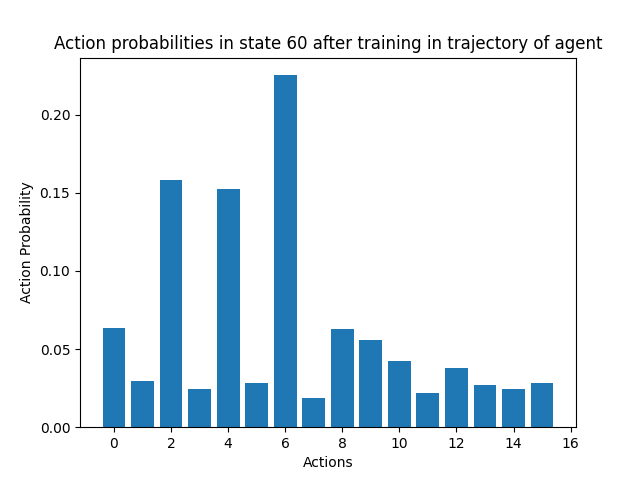 Action probabilities in state 60 after training in trajectory of agent
Action Probability
0.20
0.15
0.10
0.05
0.00
0 2 4 6 8 10 12 14 16
Actions